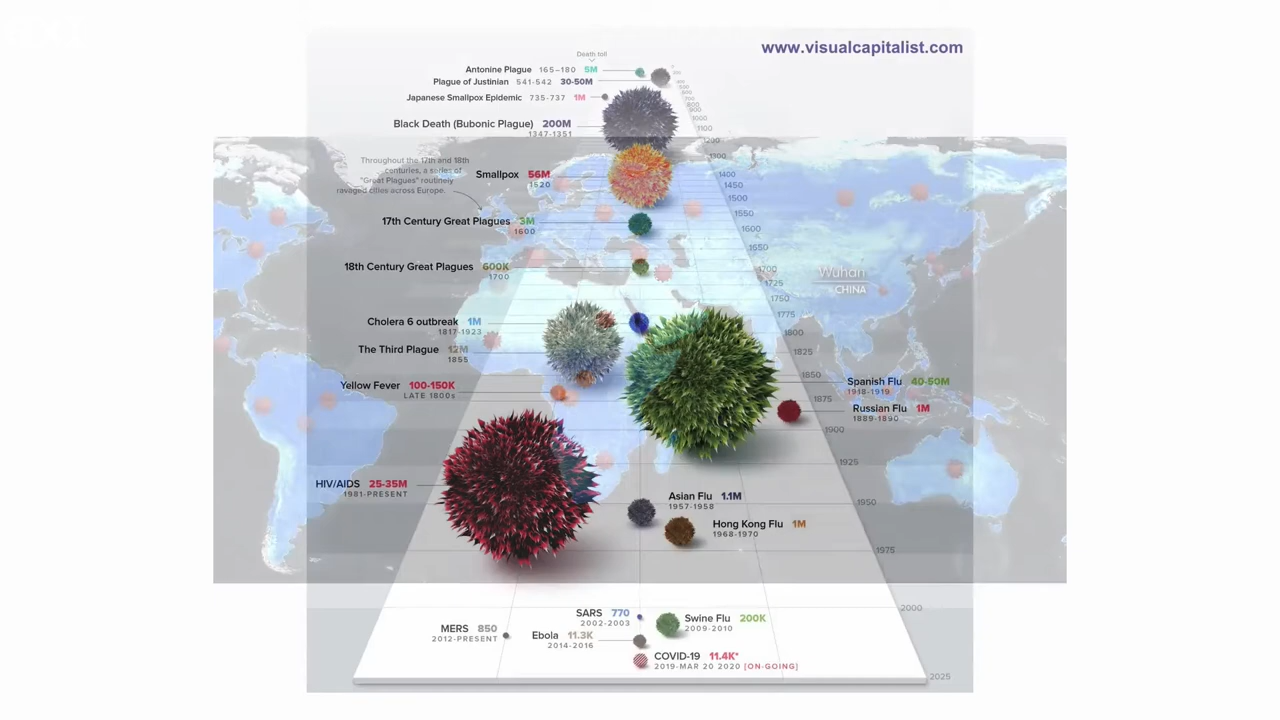 www.visualcapitalist.com
Death toll
Antonine Plague 165-180 5M
Plague of Justinian 541-542 30-50M
Japanese Smallpox Epidemic 735-737 1M
Black Death (Bubonic Plague) 200M
1347-1351
Throughout the 17th and 18th
centuries, a series of
"Great Plagues" routinely
ravaged cities across Europe.
Smallpox 56M
1520
17th Century Great Plagues 3M
1600
18th Century Great Plagues 600K
1700
Cholera 6 outbreak 1M
1817-1923
The Third Plague 12M
1855
Yellow Fever 100-150K
LATE 1800s
Wuhan
CHINA
Spanish Flu 40-50M
1918-1919
Russian Flu 1M
1889-1890
HIV/AIDS 25-35M
1981-PRESENT
Asian Flu 1.1M
1957-1958
Hong Kong Flu 1M
1968-1970
SARS 770
2002-2003
Swine Flu 200K
2009-2010
MERS 850
2012-PRESENT
Ebola 11.3K
2014-2016
COVID-19 11.4K*
2019-MAR 20 2020 [ON-GOING]
1000
1100
1200
1300
1400
1450
1500
1550
1600
1650
1700
1725
1750
1775
1800
1825
1850
1875
1900
1925
1950
1975
2000
2025